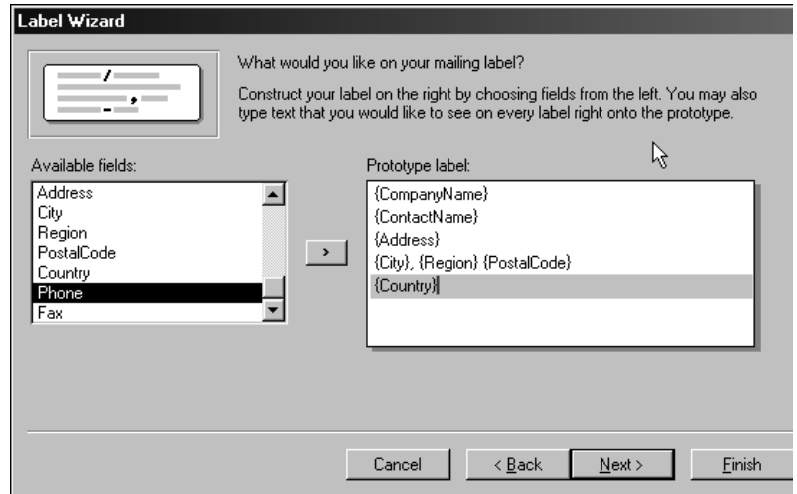 Label Wizard
What would you like on your mailing label?
Construct your label on the right by choosing fields from the left. You may also
type text that you would like to see on every label right onto the prototype.
Available fields:
Address
City
Region
PostalCode
Country
Phone
Fax
>
Prototype label:
{CompanyName}
{ContactName}
{Address}
{City}, {Region} {PostalCode}
{Country}
Cancel
< Back
Next >
Finish